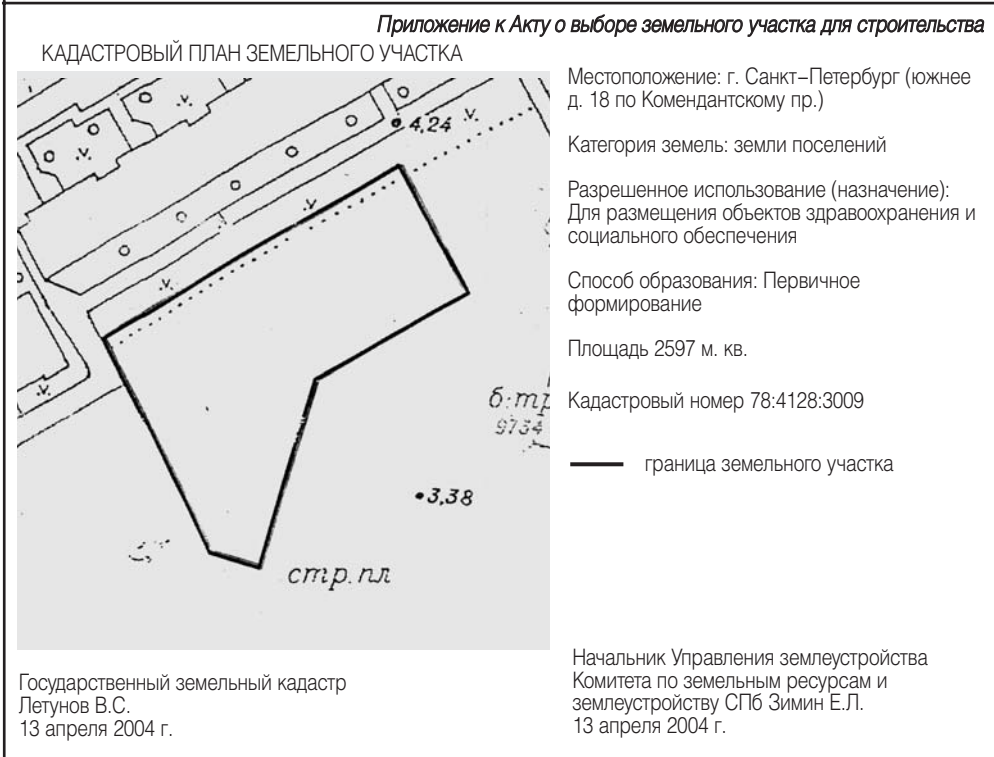 Приложение к Акту о выборе земельного участка для строительства
КАДАСТРОВЫЙ ПЛАН ЗЕМЕЛЬНОГО УЧАСТКА
4,24
б:тр
9734
3,38
стр.пл
Местоположение: г. Санкт–Петербург (южнее
д. 18 по Комендантскому пр.)
Категория земель: земли поселений
Разрешенное использование (назначение):
Для размещения объектов здравоохранения и
социального обеспечения
Способ образования: Первичное
формирование
Площадь 2597 м. кв.
Кадастровый номер 78:4128:3009
граница земельного участка
Государственный земельный кадастр
Летунов В.С.
13 апреля 2004 г.
Начальник Управления землеустройства
Комитета по земельным ресурсам и
землеустройству СПб Зимин Е.Л.
13 апреля 2004 г.